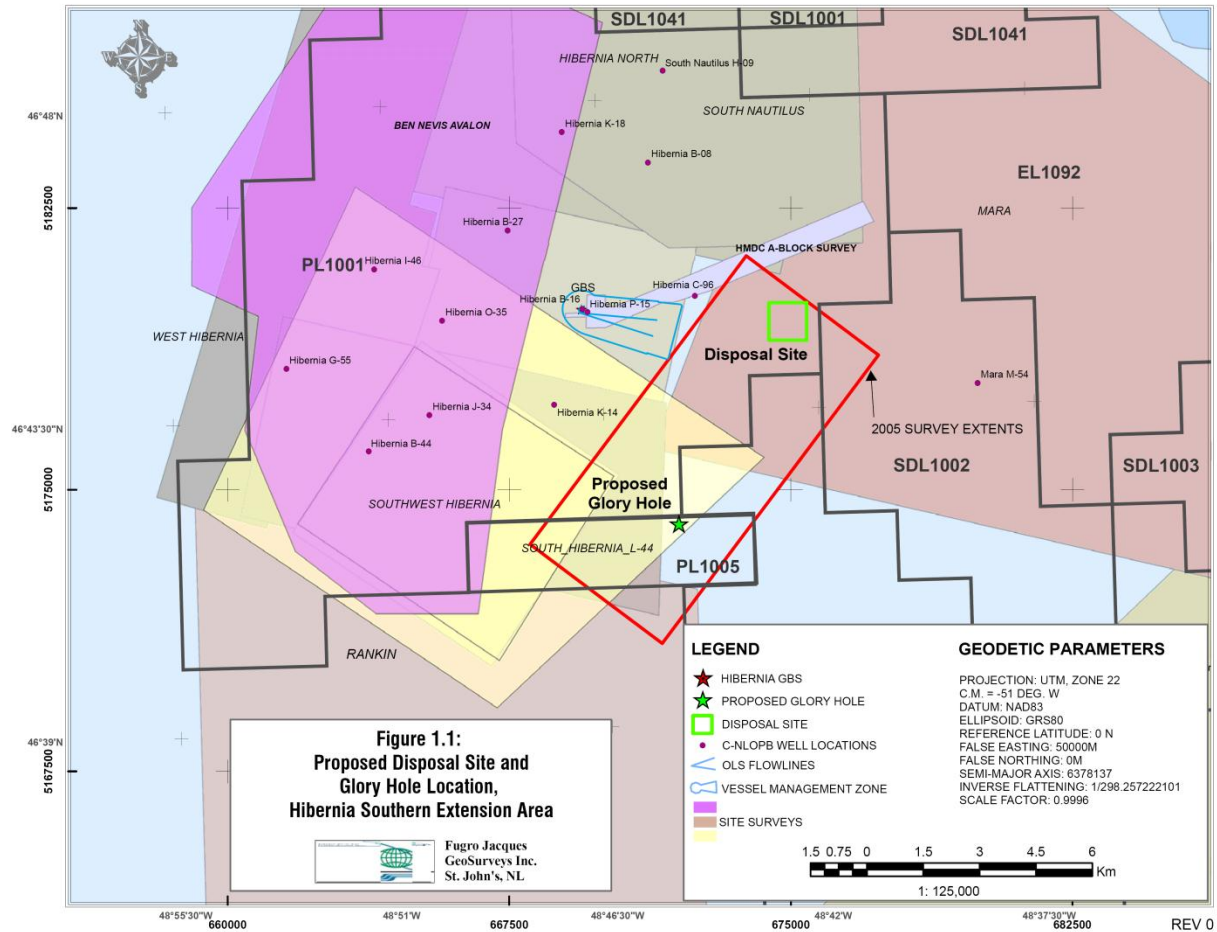 SDL1041
SDL1001
SDL1041
HIBERNIA NORTH
South Nautilus H-09
SOUTH NAUTILUS
46°48'N
BEN NEVIS AVALON
Hibernia K-18
Hibernia B-08
EL1092
5182500
MARA
Hibernia B-27
HMDC A-BLOCK SURVEY
PL1001
Hibernia I-46
GBS
Hibernia C-96
Hibernia B-16
Hibernia P-15
Hibernia O-35
WEST HIBERNIA
Disposal Site
Hibernia G-55
Mara M-54
Hibernia J-34
Hibernia K-14
2005 SURVEY EXTENTS
46°43'30"N
Hibernia B-44
SDL1002
SDL1003
5175000
Proposed
Glory Hole
SOUTHWEST HIBERNIA
SOUTH_HIBERNIA_L-44
PL1005
RANKIN
LEGEND
HIBERNIA GBS
PROPOSED GLORY HOLE
DISPOSAL SITE
C-NLOPB WELL LOCATIONS
OLS FLOWLINES
VESSEL MANAGEMENT ZONE
SITE SURVEYS
GEODETIC PARAMETERS
PROJECTION: UTM, ZONE 22
C.M. = -51 DEG. W
DATUM: NAD83
ELLIPSOID: GRS80
REFERENCE LATITUDE: 0 N
FALSE EASTING: 50000M
FALSE NORTHING: 0M
SEMI-MAJOR AXIS: 6378137
INVERSE FLATTENING: 1/298.257222101
SCALE FACTOR: 0.9996
1.5 0.75 0 1.5 3 4.5 6
Km
1: 125,000
46°39'N
5167500
Figure 1.1:
Proposed Disposal Site and
Glory Hole Location,
Hibernia Southern Extension Area
Fugro Jacques
GeoSurveys Inc.
St. John's, NL
48°55'30"W 48°51'W 48°46'30"W 48°42'W 48°37'30"W
660000 667500 675000 682500
REV 0